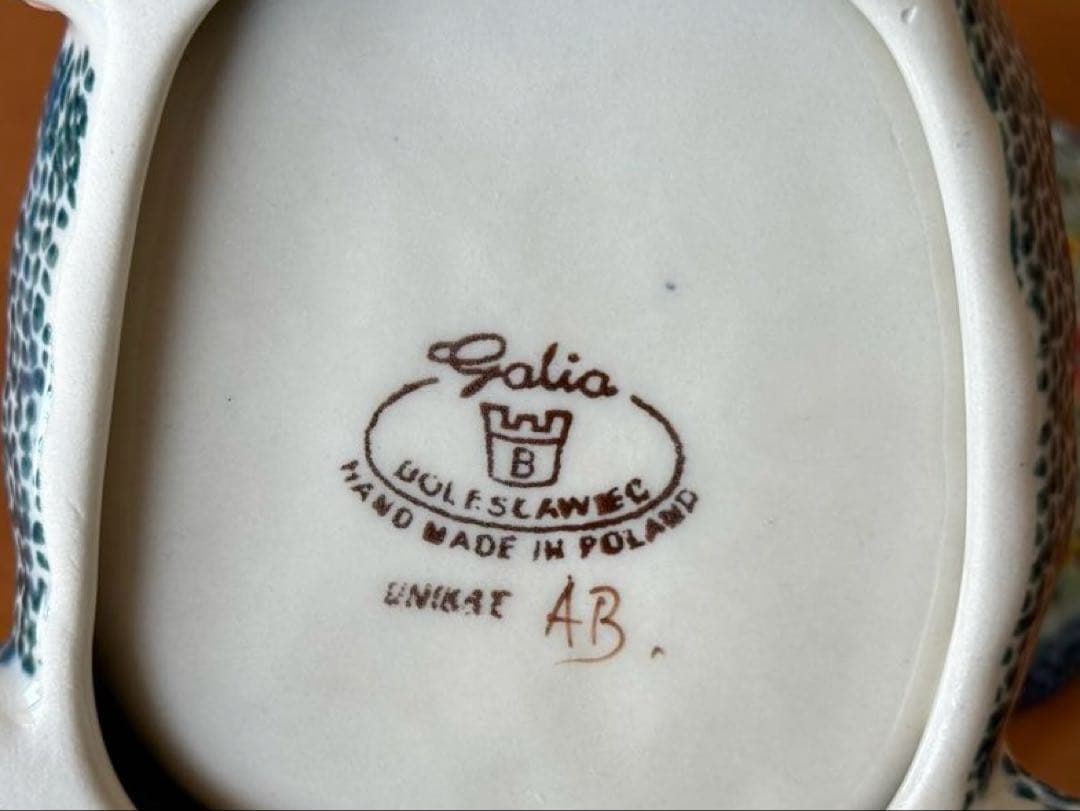 Galia
B
BOLESŁAWIEC
HAND MADE IN POLAND
UNIKAT AB.